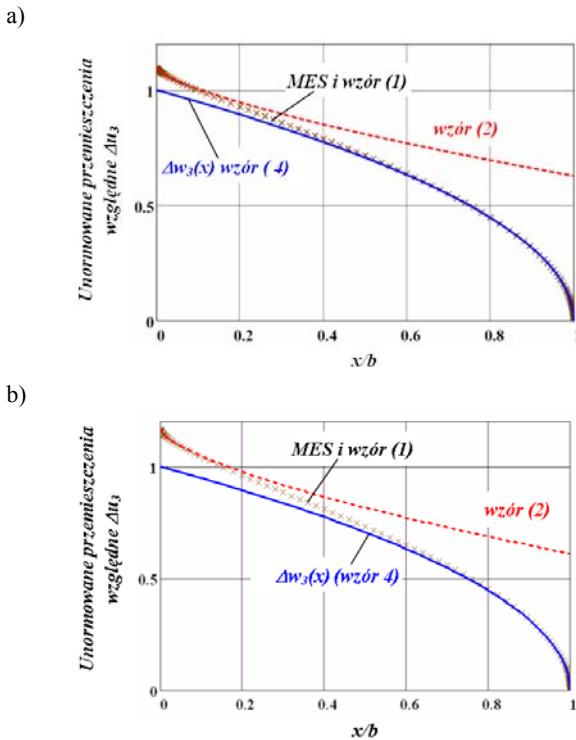 a)
Unormowane przemieszczenia
względne Δu₃
1
0.5
0
MES i wzór (1)
wzór (2)
Δw₃(x) wzór (4)
0 0.2 0.4 0.6 0.8 1
x/b
b)
Unormowane przemieszczenia
względne Δu₃
1
0.5
0
MES i wzór (1)
wzór (2)
Δw₃(x) (wzór 4)
0 0.2 0.4 0.6 0.8 1
x/b